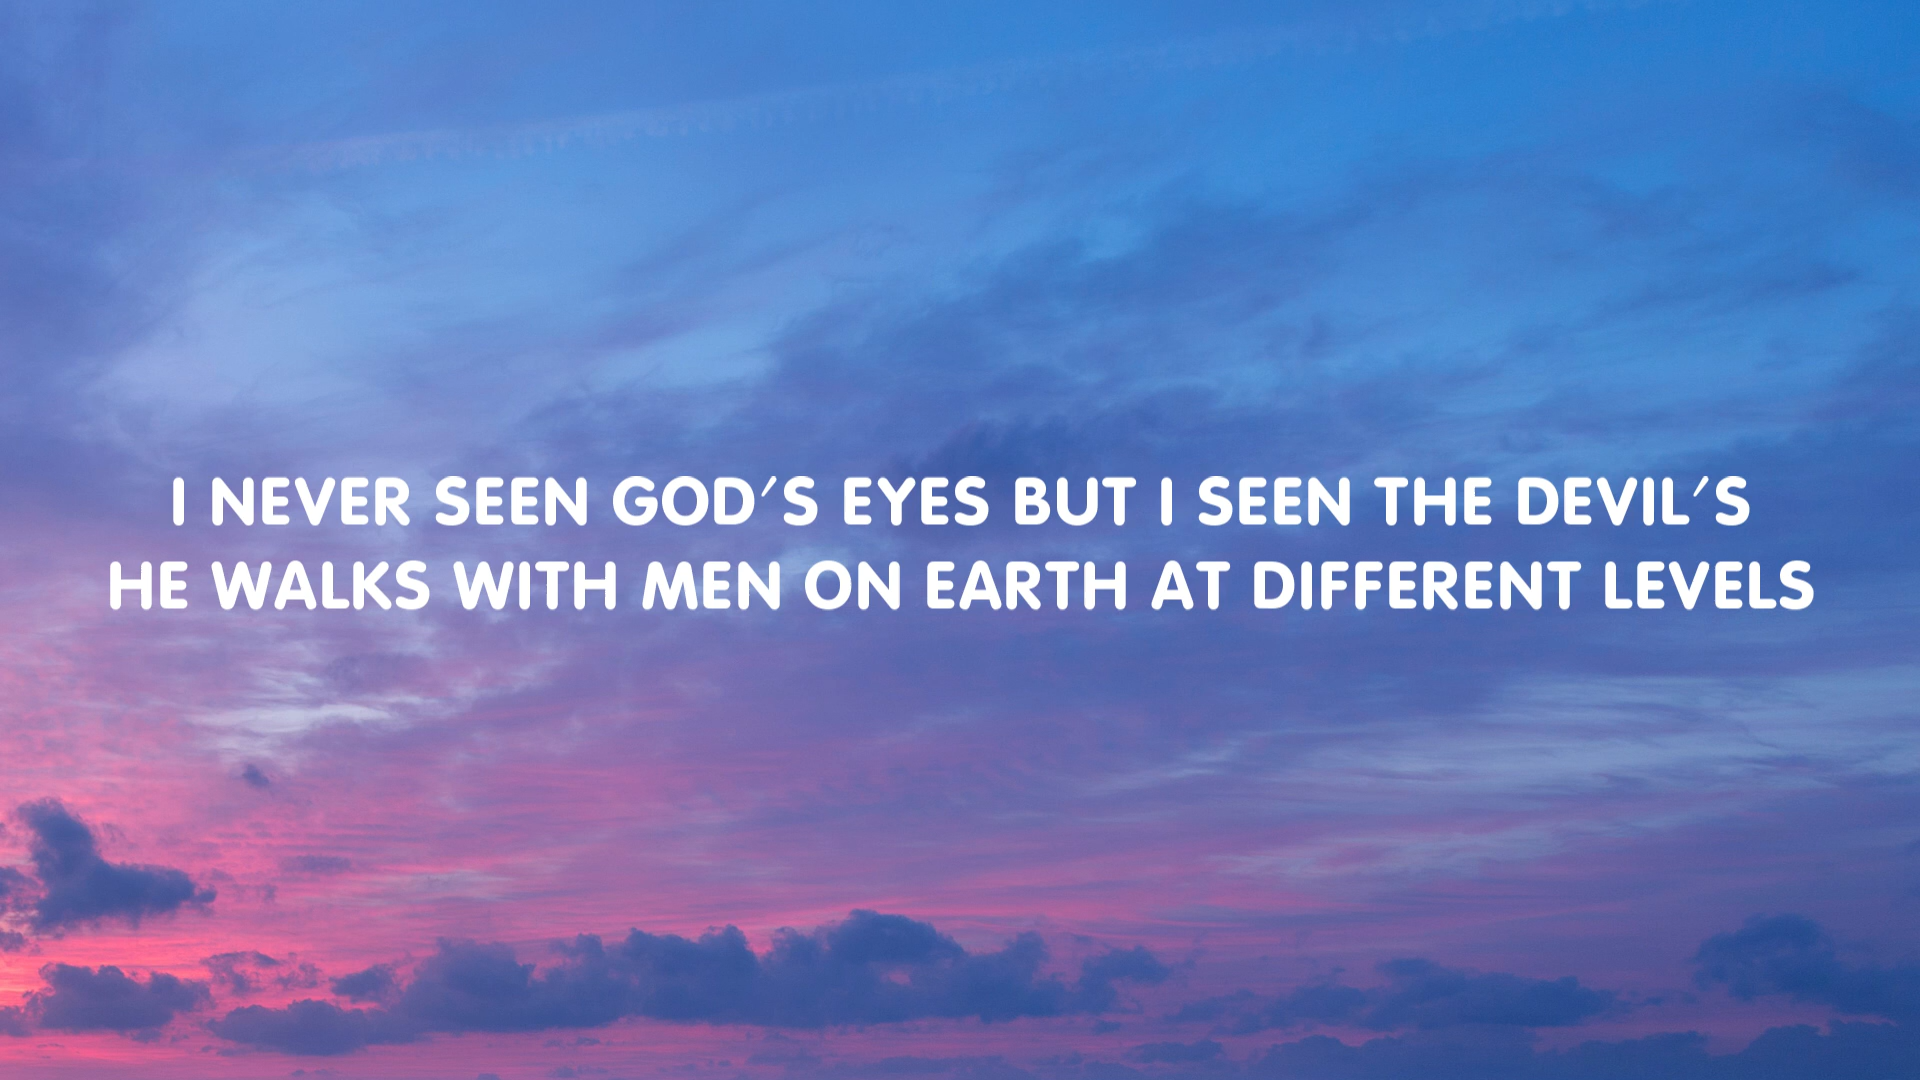 I NEVER SEEN GOD'S EYES BUT I SEEN THE DEVIL'S
HE WALKS WITH MEN ON EARTH AT DIFFERENT LEVELS